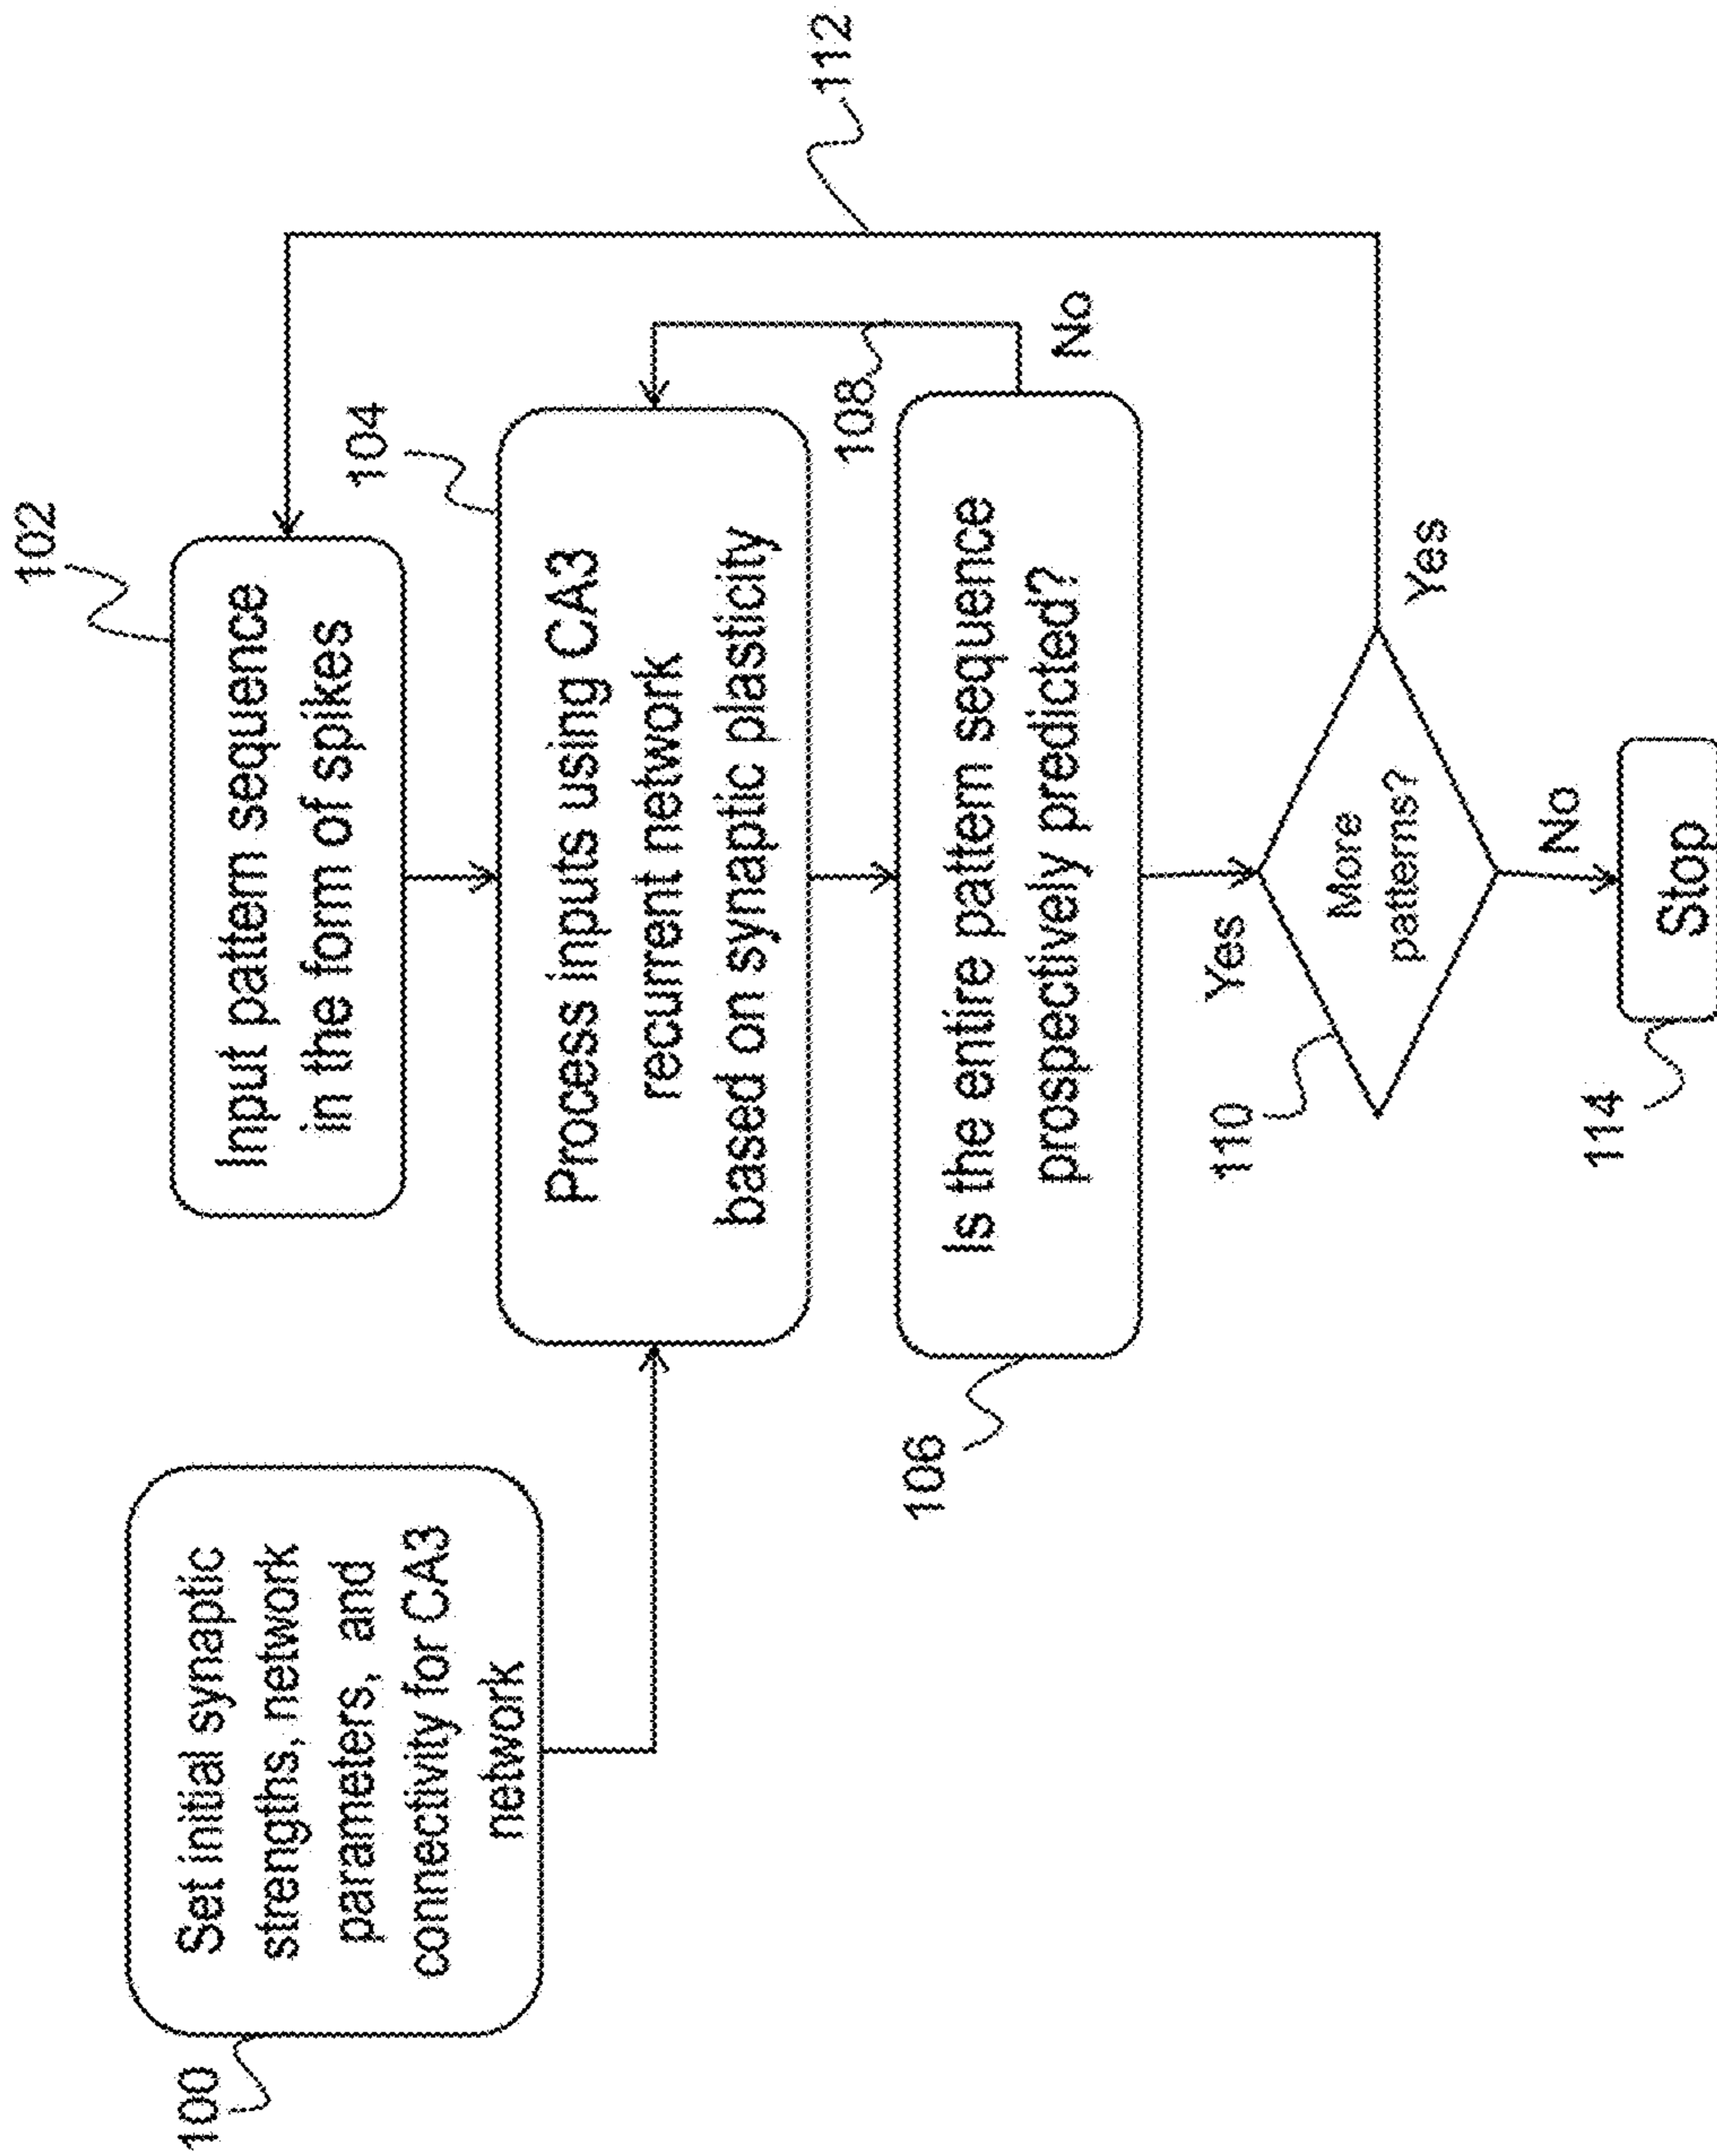 100
Set initial synaptic
strengths, network
parameters, and
connectivity for CA3
network
102
Input pattern sequence
in the form of spikes
104
Process inputs using CA3
recurrent network
based on synaptic plasticity
106
Is the entire pattern sequence
prospectively predicted?
108
No
Yes
110
More
patterns?
Yes
112
No
114
Stop